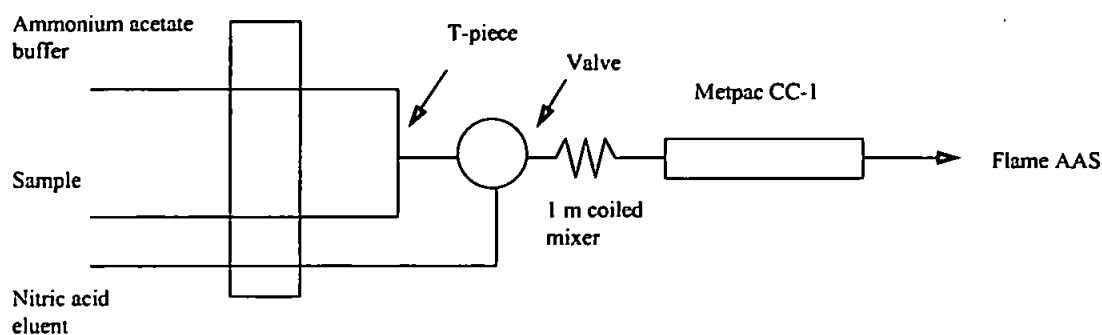 Ammonium acetate
buffer
T-piece
Valve
Metpac CC-1
Sample
Flame AAS
1 m coiled
mixer
Nitric acid
eluent